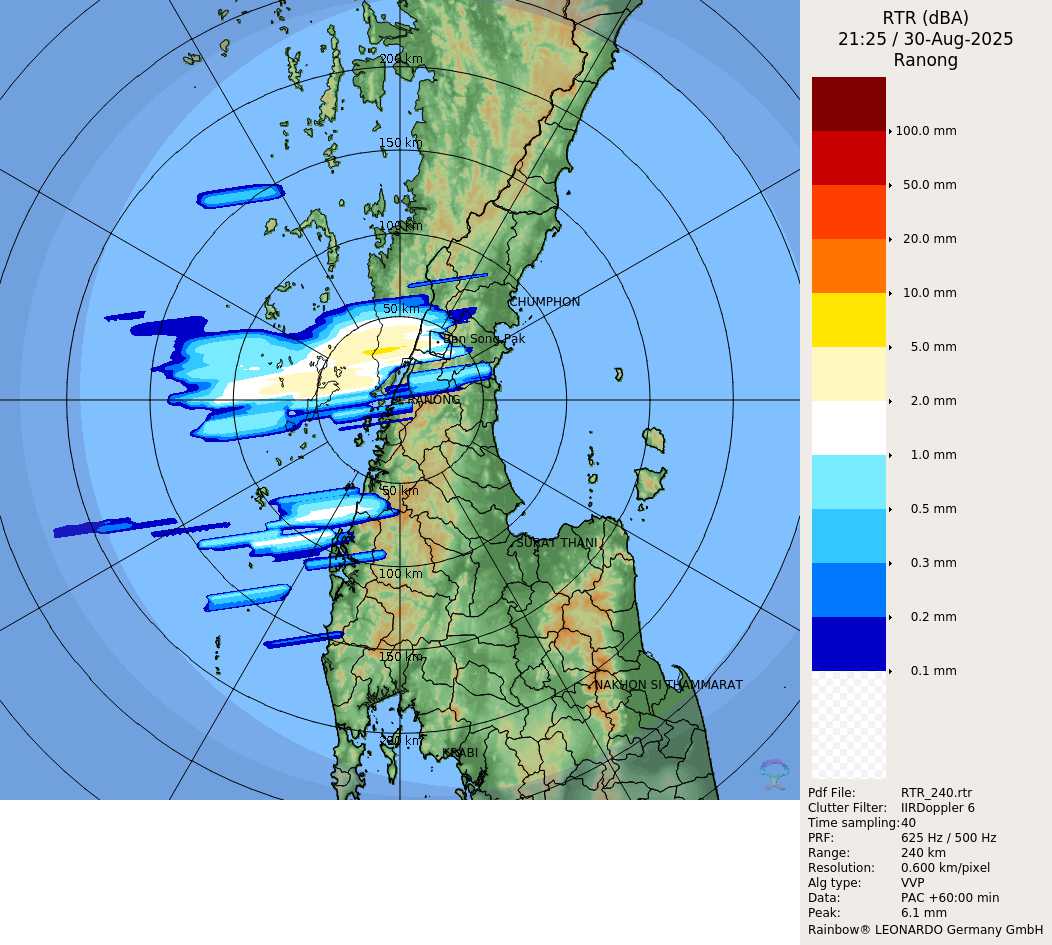 RTR (dBA)
21:25 / 30-Aug-2025
Ranong
100.0 mm
50.0 mm
20.0 mm
10.0 mm
5.0 mm
2.0 mm
1.0 mm
0.5 mm
0.3 mm
0.2 mm
0.1 mm
200 km
150 km
100 km
50 km
CHUMPHON
Ban Song Pak
RANONG
50 km
SURAT THANI
100 km
150 km
NAKHON SI THAMMARAT
200 km
KRABI
Pdf File: RTR_240.rtr
Clutter Filter: IIRDoppler 6
Time sampling:40
PRF: 625 Hz / 500 Hz
Range: 240 km
Resolution: 0.600 km/pixel
Alg type: VVP
Data: PAC +60:00 min
Peak: 6.1 mm
Rainbow® LEONARDO Germany GmbH